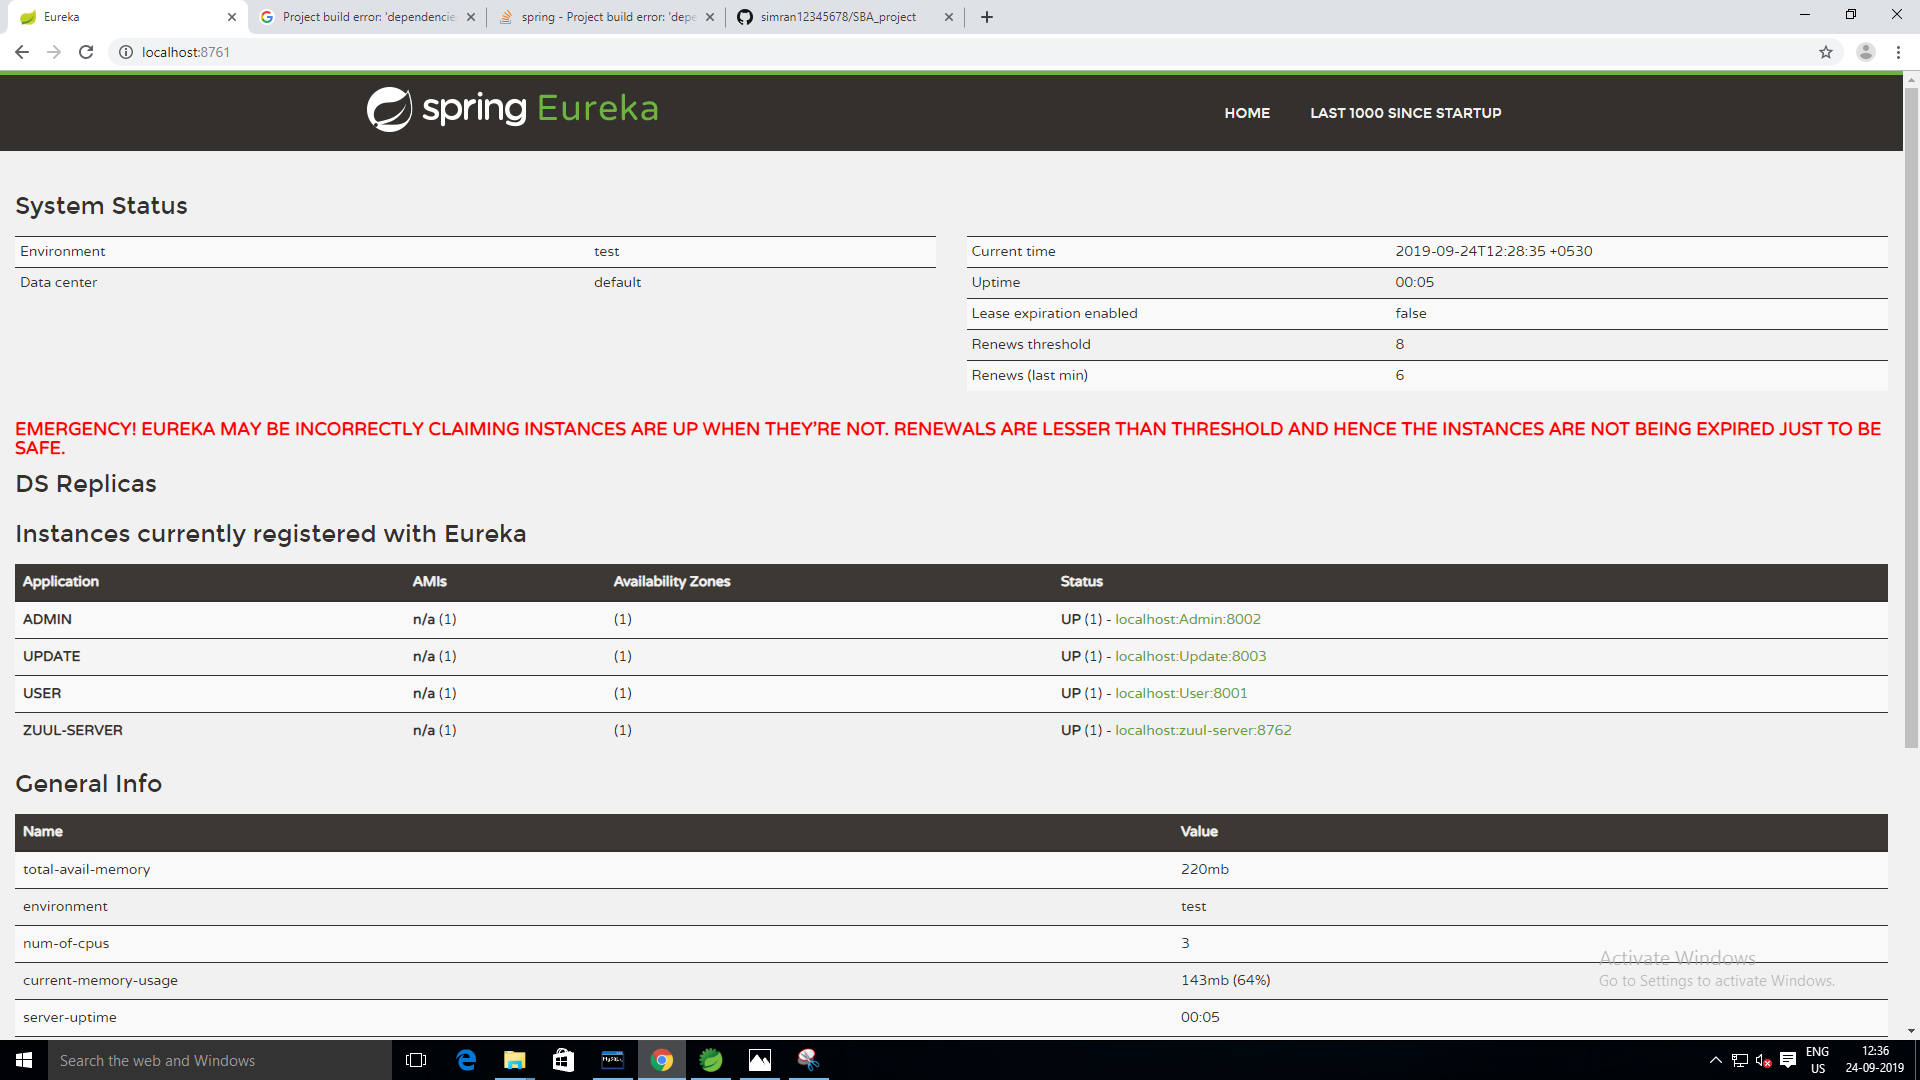 Eureka
Project build error: 'dependencie
spring - Project build error: 'depe
simran12345678/SBA_project
localhost:8761
spring Eureka
HOME
LAST 1000 SINCE STARTUP
System Status
Environment test
Data center default
Current time 2019-09-24T12:28:35 +0530
Uptime 00:05
Lease expiration enabled false
Renews threshold 8
Renews (last min) 6
EMERGENCY! EUREKA MAY BE INCORRECTLY CLAIMING INSTANCES ARE UP WHEN THEY'RE NOT. RENEWALS ARE LESSER THAN THRESHOLD AND HENCE THE INSTANCES ARE NOT BEING EXPIRED JUST TO BE
SAFE.
DS Replicas
Instances currently registered with Eureka
Application AMIs Availability Zones Status
ADMIN n/a (1) (1) UP (1) - localhost:Admin:8002
UPDATE n/a (1) (1) UP (1) - localhost:Update:8003
USER n/a (1) (1) UP (1) - localhost:User:8001
ZUUL-SERVER n/a (1) (1) UP (1) - localhost:zuul-server:8762
General Info
Name Value
total-avail-memory 220mb
environment test
num-of-cpus 3
current-memory-usage 143mb (64%)
server-uptime 00:05
Activate Windows
Go to Settings to activate Windows.
Search the web and Windows
MySQL
ENG
US
12:36
24-09-2019